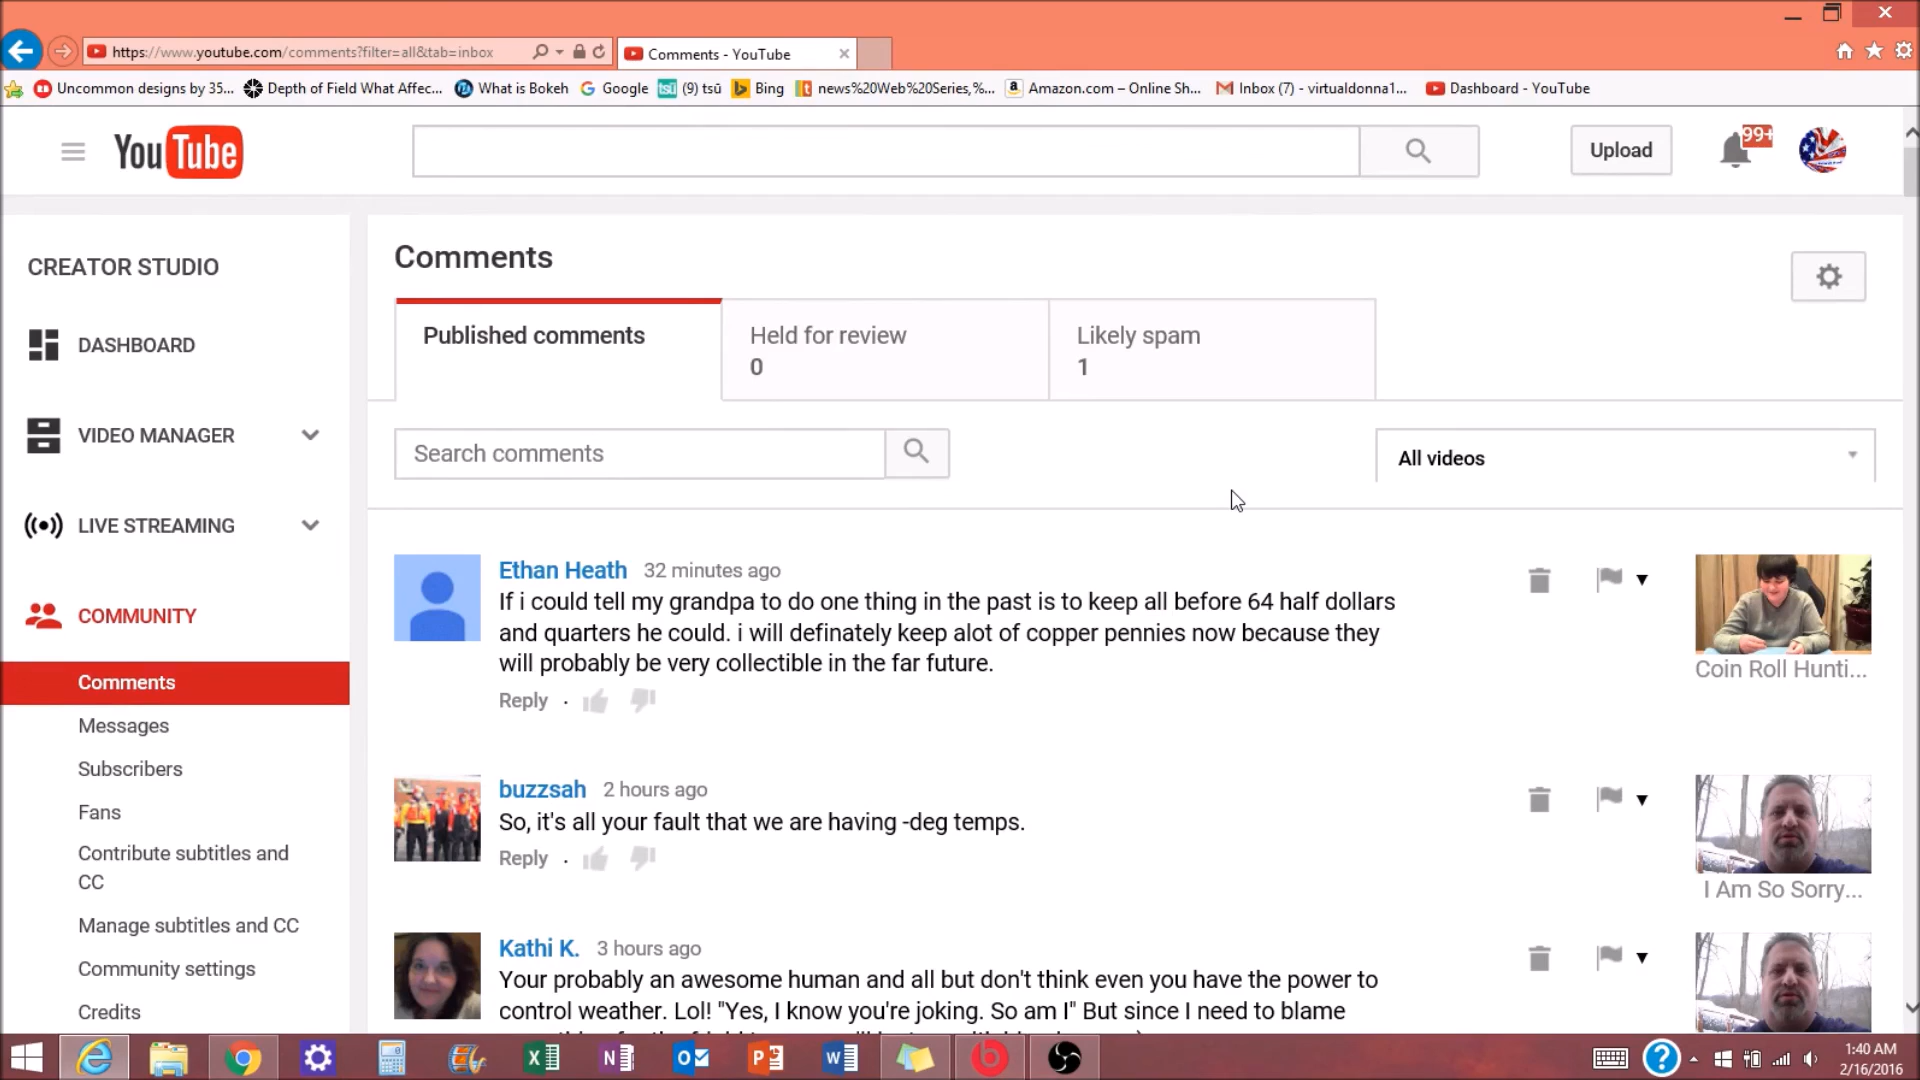 https://www.youtube.com/comments?filter=all&tab=inbox
Comments - YouTube
Uncommon designs by 35...
Depth of Field What Affec...
What is Bokeh
Google
tsū (9) tsū
Bing
news%20Web%20Series,%...
Amazon.com – Online Sh...
Inbox (7) - virtualdonna1...
Dashboard - YouTube
YouTube
Upload
99+
CREATOR STUDIO
DASHBOARD
VIDEO MANAGER
LIVE STREAMING
COMMUNITY
Comments
Messages
Subscribers
Fans
Contribute subtitles and
CC
Manage subtitles and CC
Community settings
Credits
Comments
Published comments
Held for review
0
Likely spam
1
Search comments
All videos
Ethan Heath 32 minutes ago
If i could tell my grandpa to do one thing in the past is to keep all before 64 half dollars
and quarters he could. i will definately keep alot of copper pennies now because they
will probably be very collectible in the far future.
Reply
Coin Roll Hunti...
buzzsah 2 hours ago
So, it's all your fault that we are having -deg temps.
Reply
I Am So Sorry...
Kathi K. 3 hours ago
Your probably an awesome human and all but don't think even you have the power to
control weather. Lol! "Yes, I know you're joking. So am I" But since I need to blame
1:40 AM
2/16/2016